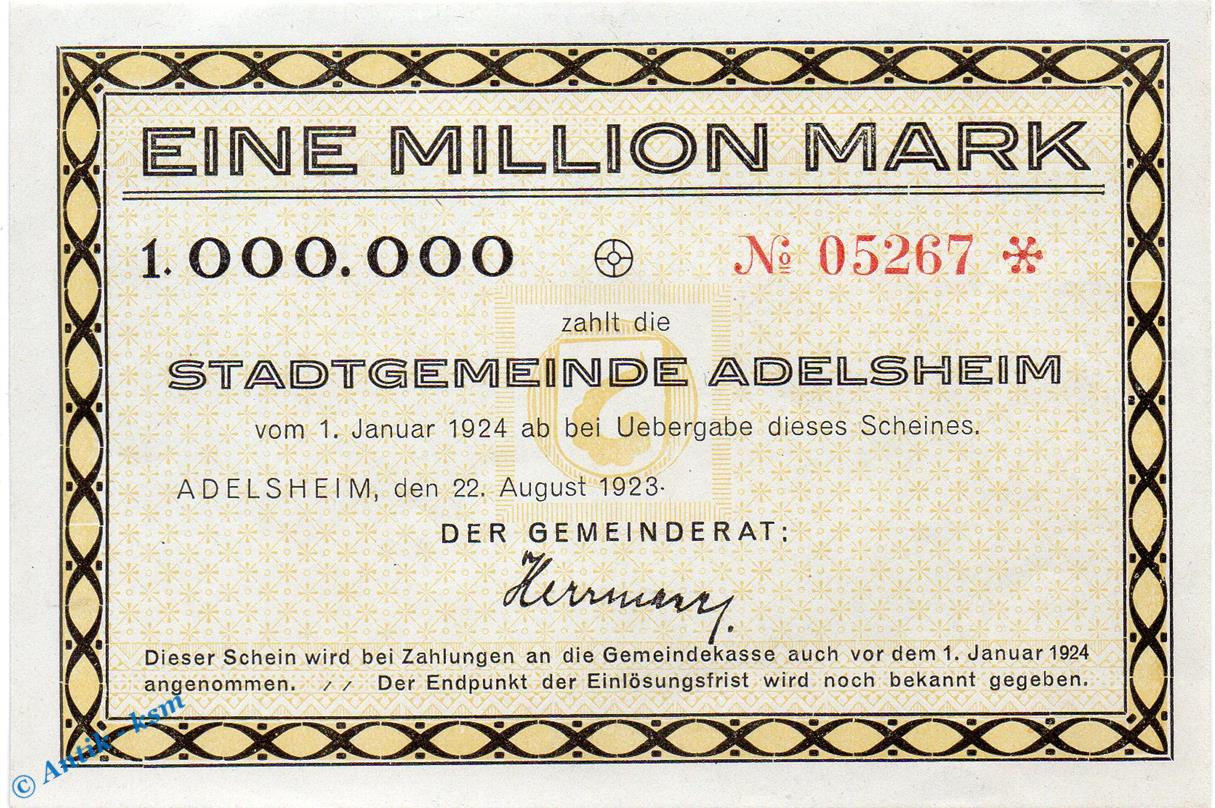 EINE MILLION MARK
1.000.000 № 05267 *
zahlt die
STADTGEMEINDE ADELSHEIM
vom 1. Januar 1924 ab bei Uebergabe dieses Scheines.
ADELSHEIM, den 22. August 1923.
DER GEMEINDERAT:
Herrmann.
Dieser Schein wird bei Zahlungen an die Gemeindekasse auch vor dem 1. Januar 1924
angenommen. // Der Endpunkt der Einlösungsfrist wird noch bekannt gegeben.
© Antik - ksm